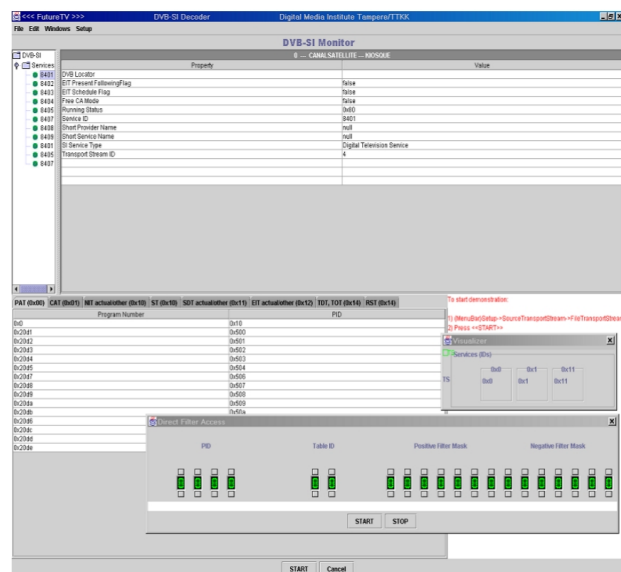 <<< FutureTV >>> DVB-SI Decoder Digital Media Institute Tampere/TTKK
File Edit Windows Setup
DVB-SI Monitor
DVB-SI
Services
8401
8402
8403
8404
8405
8407
8408
8409
8401
8405
8407
0 --- CANALSATELLITE -- KIOSQUE
Property Value
DVB Locator
EIT Present FollowingFlag false
EIT Schedule Flag false
Free CA Mode false
Running Status 0x60
Service ID 8401
Short Provider Name null
Short Service Name null
SI Service Type Digital Television Service
Transport Stream ID 4
PAT (0x00) CAT (0x01) NIT actual/other (0x10) ST (0x10) SDT actual/other (0x11) EIT actual/other (0x12) TDT, TOT (0x14) RST (0x14)
Program Number PID
0x0 0x10
0x20d1 0x500
0x20d2 0x501
0x20d3 0x502
0x20d4 0x503
0x20d5 0x504
0x20d7 0x506
0x20d8 0x507
0x20d9 0x508
0x20da 0x509
0x20db 0x50a
0x20d6
0x20dc
0x20dd
0x20de
To start demonstration:
1) (MenuBar)Setup->SourceTransportStream->FileTransportStream
2) Press <<START>>
Visualizer
Services (IDs)
TS
0x0 0x1 0x11
0x0 0x1 0x11
Direct Filter Access
PID Table ID Positive Filter Mask Negative Filter Mask
START STOP
START Cancel